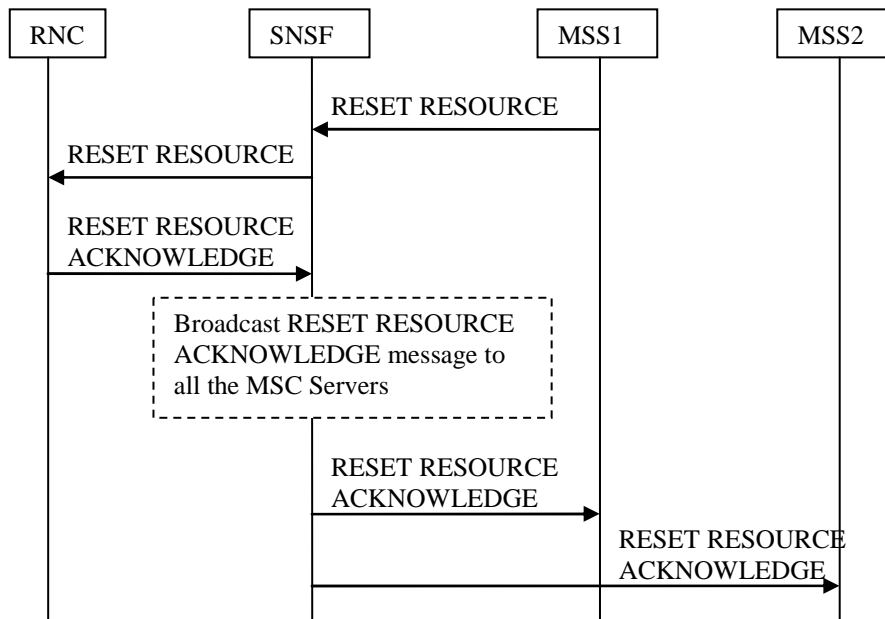 RNC
SNSF
MSS1
MSS2
RESET RESOURCE
RESET RESOURCE
RESET RESOURCE
ACKNOWLEDGE
Broadcast RESET RESOURCE
ACKNOWLEDGE message to
all the MSC Servers
RESET RESOURCE
ACKNOWLEDGE
RESET RESOURCE
ACKNOWLEDGE